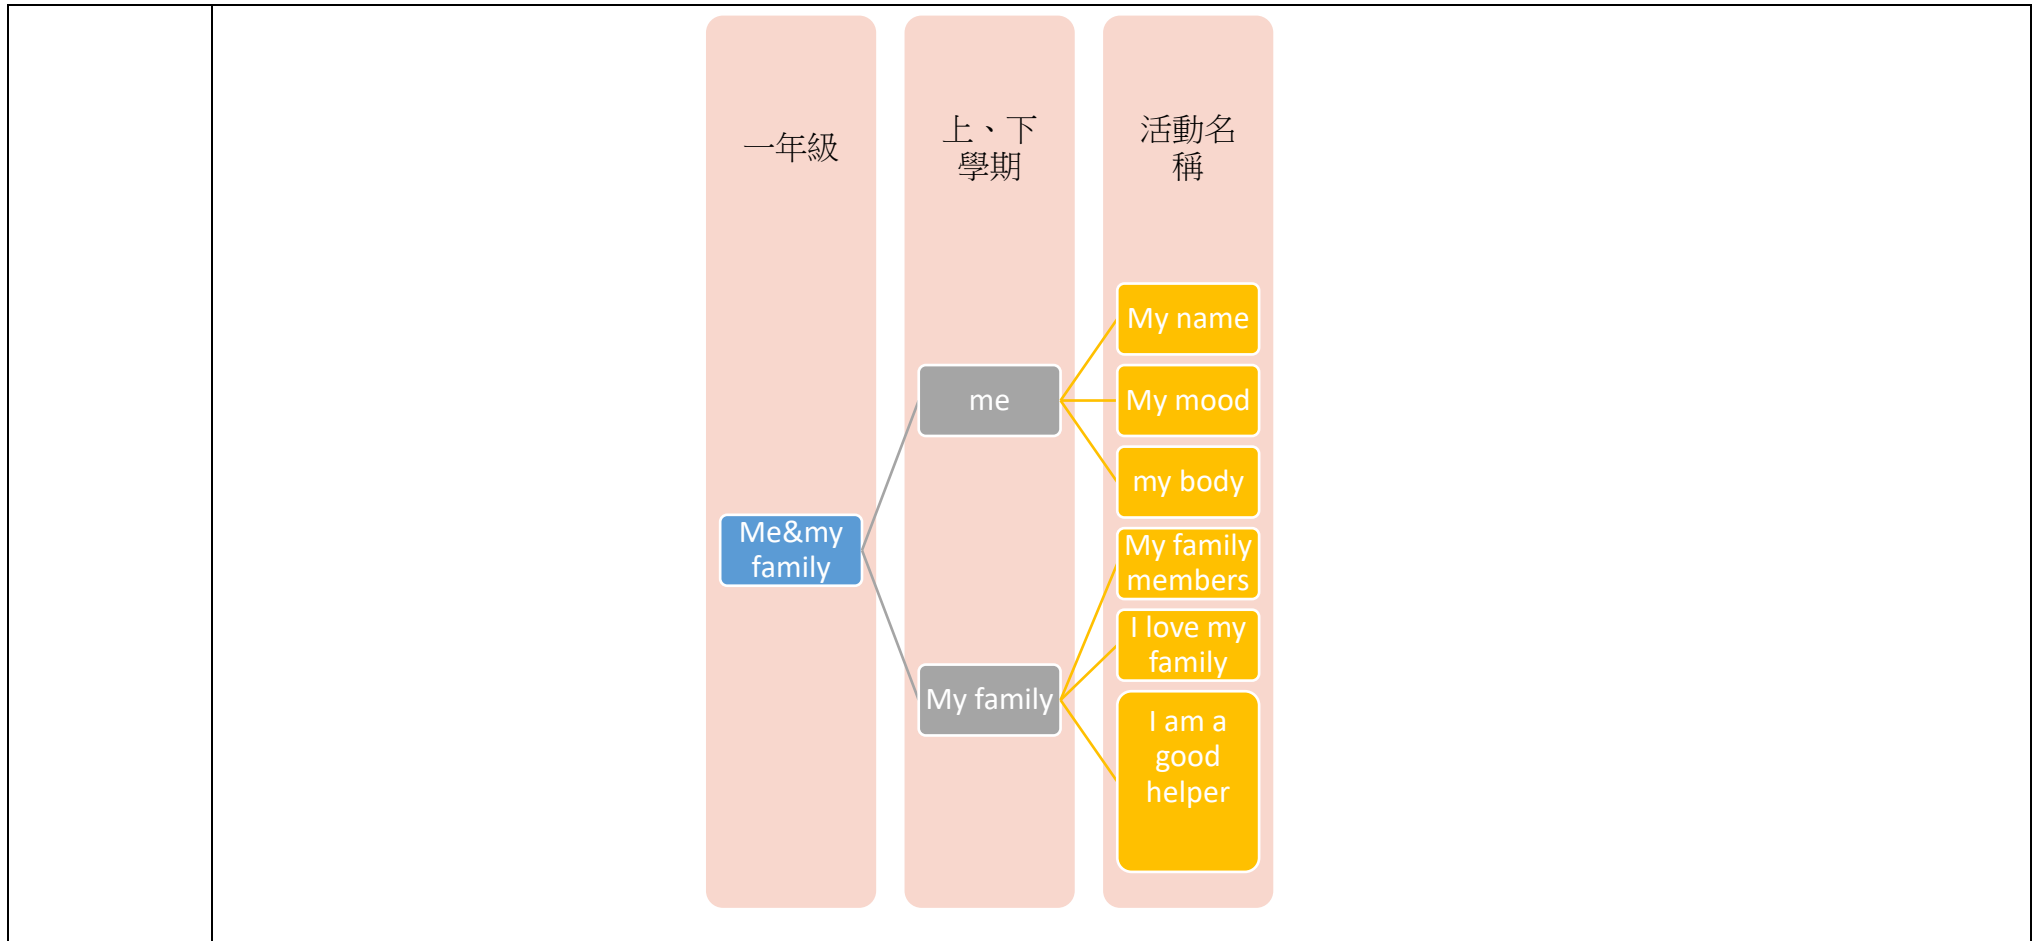 一年級
上、下
學期
活動名
稱
My name
me
My mood
my body
Me&my
family
My family
members
I love my
family
My family
I am a
good
helper